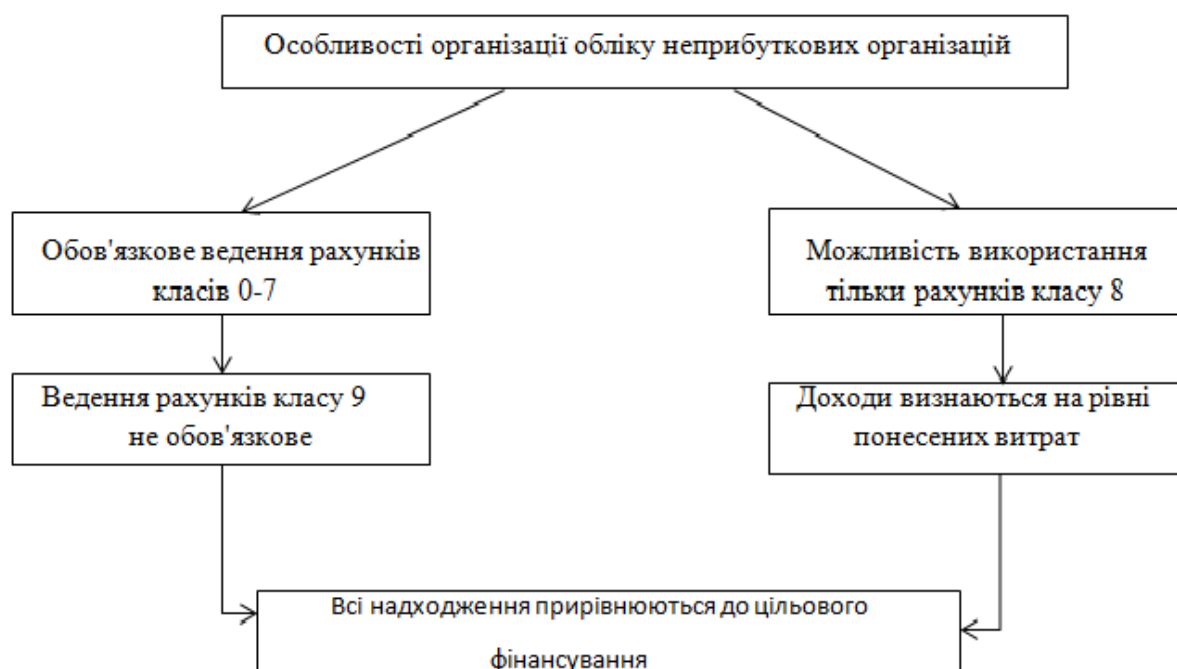 Особливості організації обліку неприбуткових організацій
Обов'язкове ведення рахунків
класів 0-7
Можливість використання
тільки рахунків класу 8
Ведення рахунків класу 9
не обов'язкове
Доходи визнаються на рівні
понесених витрат
Всі надходження прирівнюються до цільового
фінансування